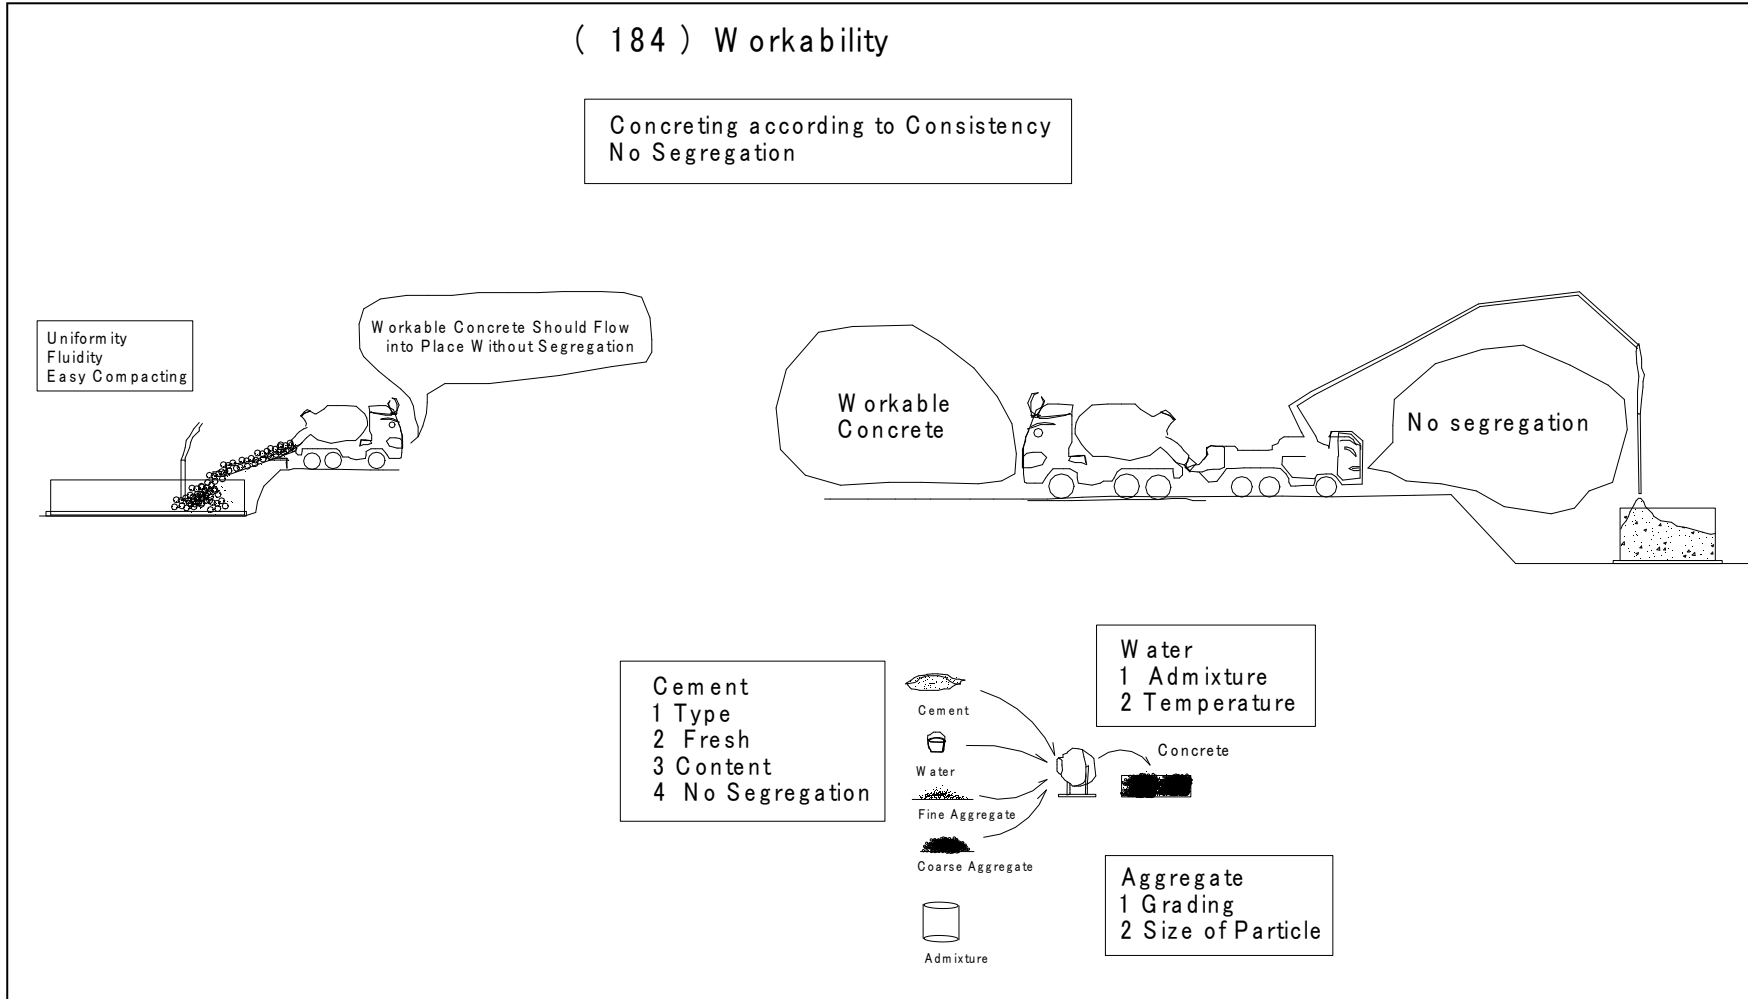 ( 184 ) Workability
Concreting according to Consistency
No Segregation
Uniformity
Fluidity
Easy Compacting
Workable Concrete Should Flow
into Place Without Segregation
Workable
Concrete
No segregation
Cement
1 Type
2 Fresh
3 Content
4 No Segregation
Cement
Water
Fine Aggregate
Coarse Aggregate
Admixture
Water
1 Admixture
2 Temperature
Concrete
Aggregate
1 Grading
2 Size of Particle